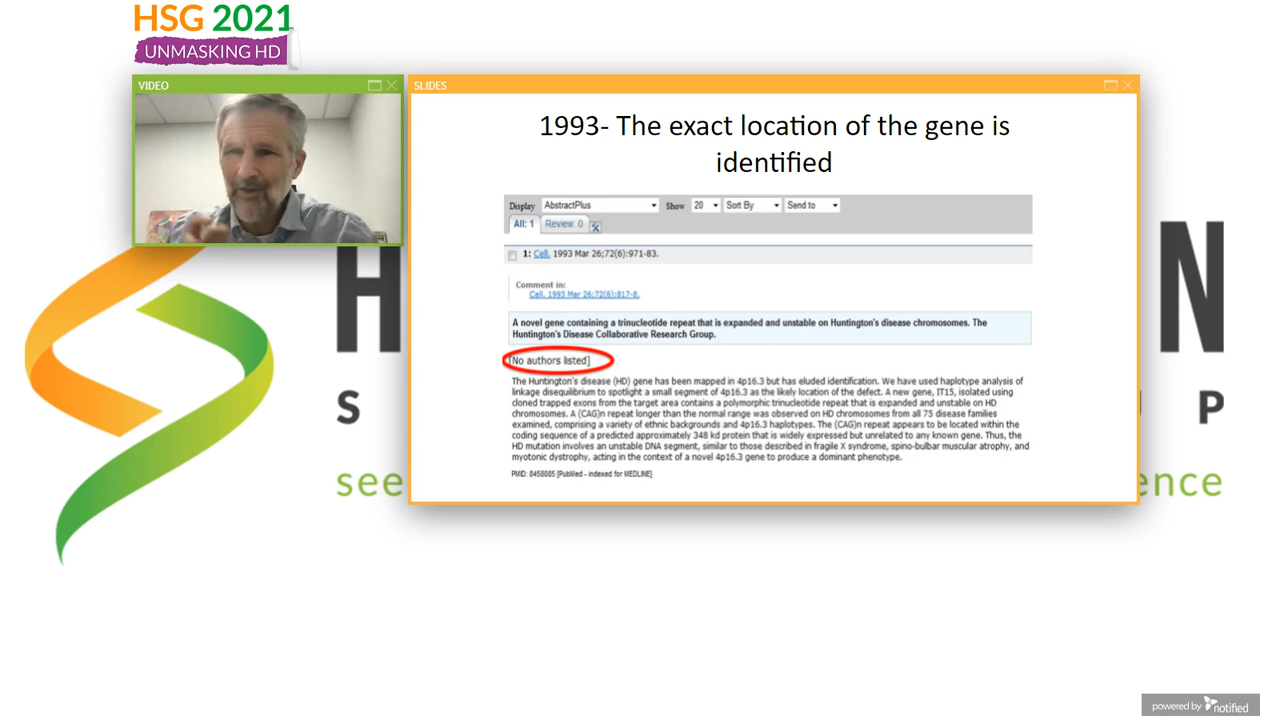 HSG 2021
UNMASKING HD
VIDEO
SLIDES
1993- The exact location of the gene is
identified
Display AbstractPlus Show 20 Sort By Send to
All: 1 Review: 0
1: Cell. 1993 Mar 26;72(6):971-83.
Comment in:
Cell. 1993 Mar 26;72(6):817-8.
A novel gene containing a trinucleotide repeat that is expanded and unstable on Huntington's disease chromosomes. The
Huntington's Disease Collaborative Research Group.
[No authors listed]
The Huntington's disease (HD) gene has been mapped in 4p16.3 but has eluded identification. We have used haplotype analysis of
linkage disequilibrium to spotlight a small segment of 4p16.3 as the likely location of the defect. A new gene, IT15, isolated using
cloned trapped exons from the target area contains a polymorphic trinucleotide repeat that is expanded and unstable on HD
chromosomes. A (CAG)n repeat longer than the normal range was observed on HD chromosomes from all 75 disease families
examined, comprising a variety of ethnic backgrounds and 4p16.3 haplotypes. The (CAG)n repeat appears to be located within the
coding sequence of a predicted approximately 348 kd protein that is widely expressed but unrelated to any known gene. Thus, the
HD mutation involves an unstable DNA segment, similar to those described in fragile X syndrome, spino-bulbar muscular atrophy, and
myotonic dystrophy, acting in the context of a novel 4p16.3 gene to produce a dominant phenotype.
PMID: 8458085 [PubMed - indexed for MEDLINE]
H N
S P
see ence
powered by notified